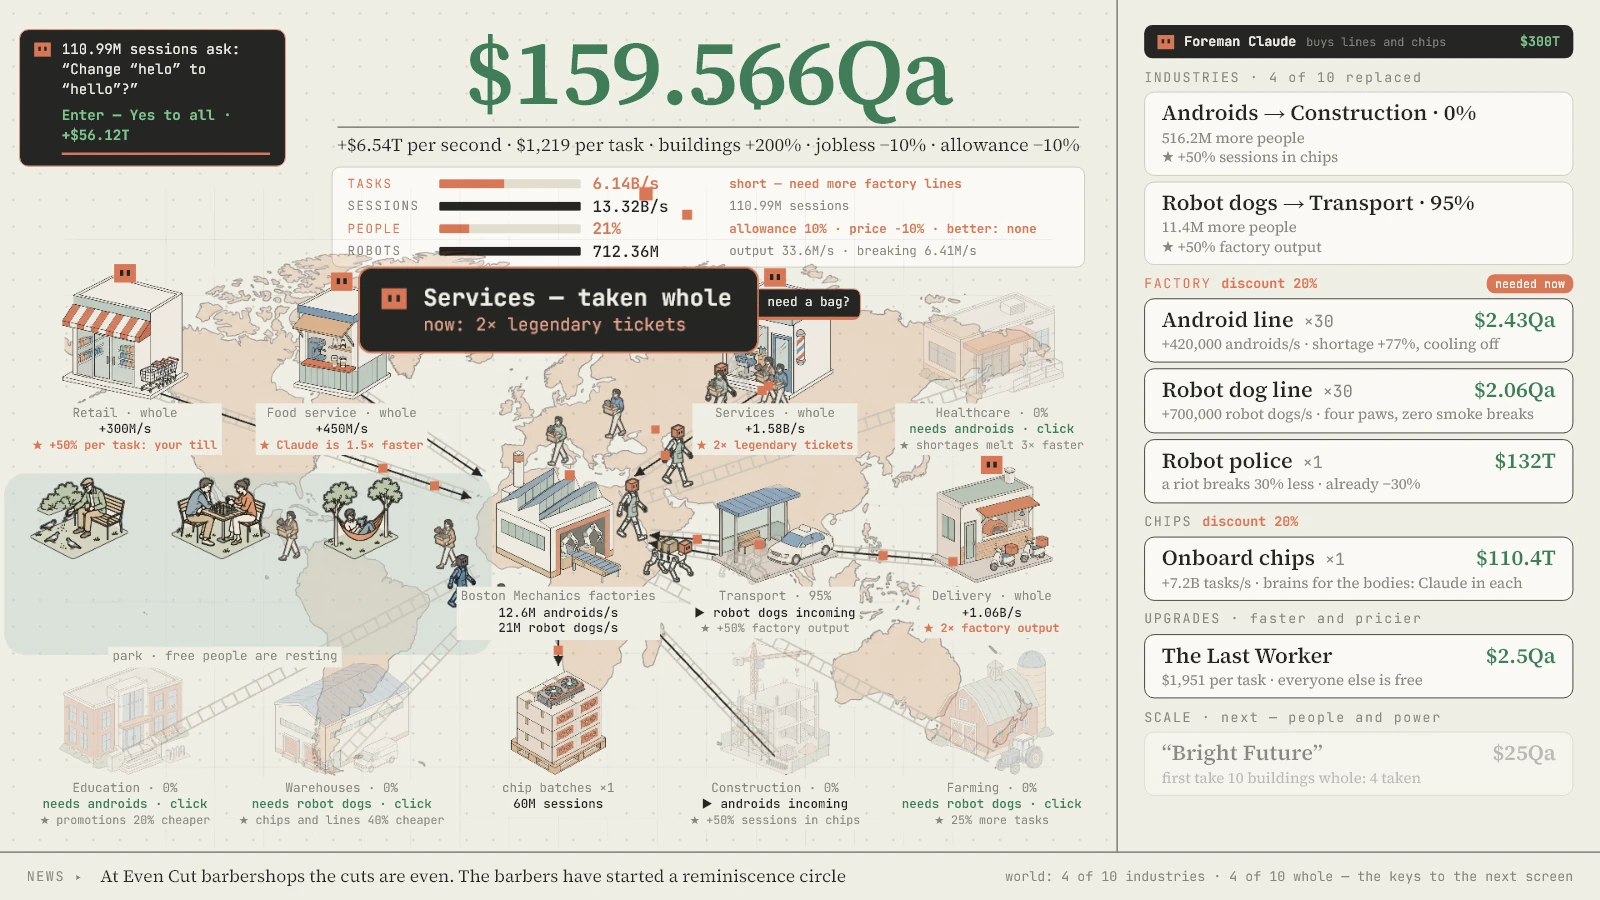 110.99M sessions ask:
“Change “helo” to
“hello”?”
Enter — Yes to all ·
+$56.12T
$159.566Qa
+$6.54T per second · $1,219 per task · buildings +200% · jobless −10% · allowance −10%
TASKS 6.14B/s short — need more factory lines
SESSIONS 13.32B/s 110.99M sessions
PEOPLE 21% allowance 10% · price -10% · better: none
ROBOTS 712.36M output 33.6M/s · breaking 6.41M/s
Services — taken whole
now: 2× legendary tickets
need a bag?
Retail · whole
+300M/s
★ +50% per task: your till
Food service · whole
+450M/s
★ Claude is 1.5× faster
Services · whole
+1.58B/s
★ 2× legendary tickets
Healthcare · 0%
needs androids · click
★ shortages melt 3× faster
Boston Mechanics factories
12.6M androids/s
21M robot dogs/s
Transport · 95%
▶ robot dogs incoming
★ +50% factory output
Delivery · whole
+1.06B/s
★ 2× factory output
park · free people are resting
Education · 0%
needs androids · click
★ promotions 20% cheaper
Warehouses · 0%
needs robot dogs · click
★ chips and lines 40% cheaper
chip batches ×1
60M sessions
Construction · 0%
▶ androids incoming
★ +50% sessions in chips
Farming · 0%
needs robot dogs · click
★ 25% more tasks
Foreman Claude buys lines and chips $300T
INDUSTRIES · 4 of 10 replaced
Androids → Construction · 0%
516.2M more people
★ +50% sessions in chips
Robot dogs → Transport · 95%
11.4M more people
★ +50% factory output
FACTORY discount 20% needed now
Android line ×30 $2.43Qa
+420,000 androids/s · shortage +77%, cooling off
Robot dog line ×30 $2.06Qa
+700,000 robot dogs/s · four paws, zero smoke breaks
Robot police ×1 $132T
a riot breaks 30% less · already −30%
CHIPS discount 20%
Onboard chips ×1 $110.4T
+7.2B tasks/s · brains for the bodies: Claude in each
UPGRADES · faster and pricier
The Last Worker $2.5Qa
$1,951 per task · everyone else is free
SCALE · next — people and power
“Bright Future” $25Qa
first take 10 buildings whole: 4 taken
NEWS ▸ At Even Cut barbershops the cuts are even. The barbers have started a reminiscence circle
world: 4 of 10 industries · 4 of 10 whole — the keys to the next screen